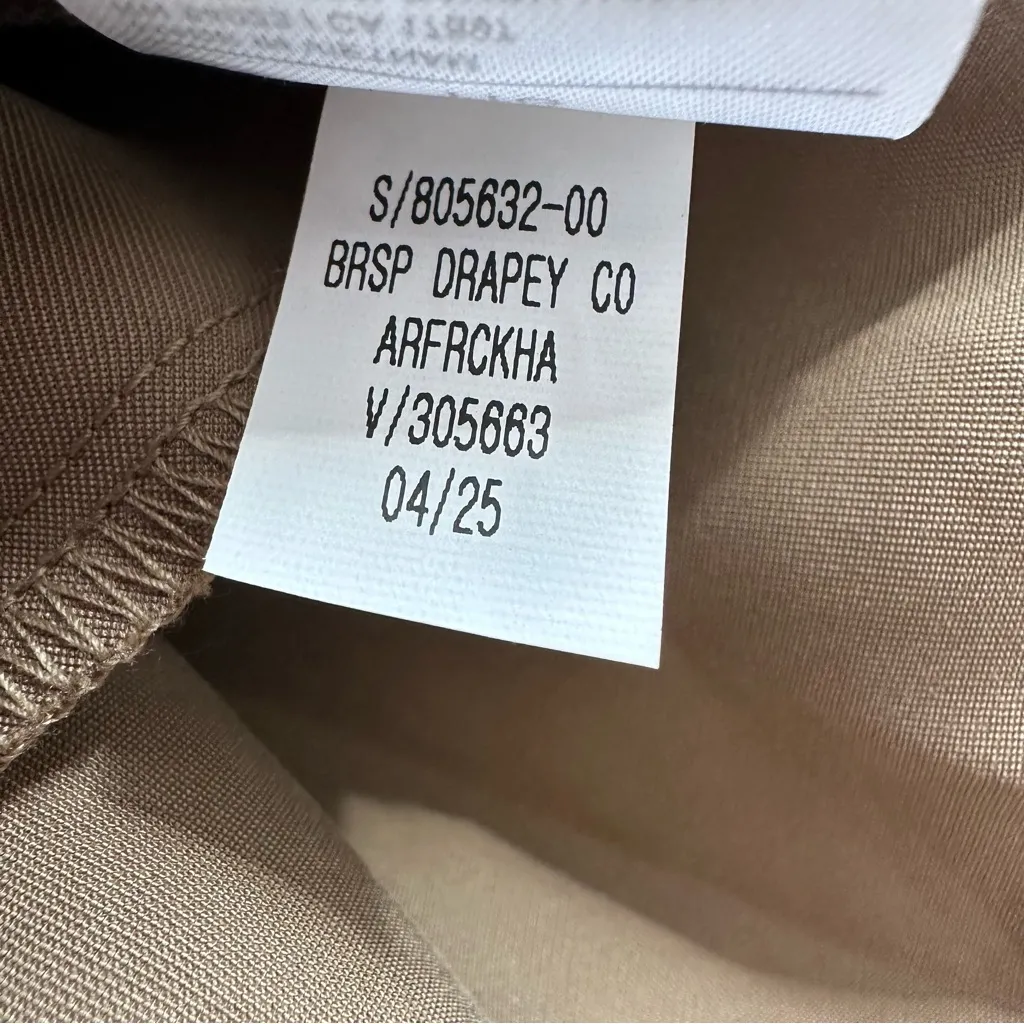 S/805632-00
BRSP DRAPEY CO
ARFRCKHA
V/305663
04/25